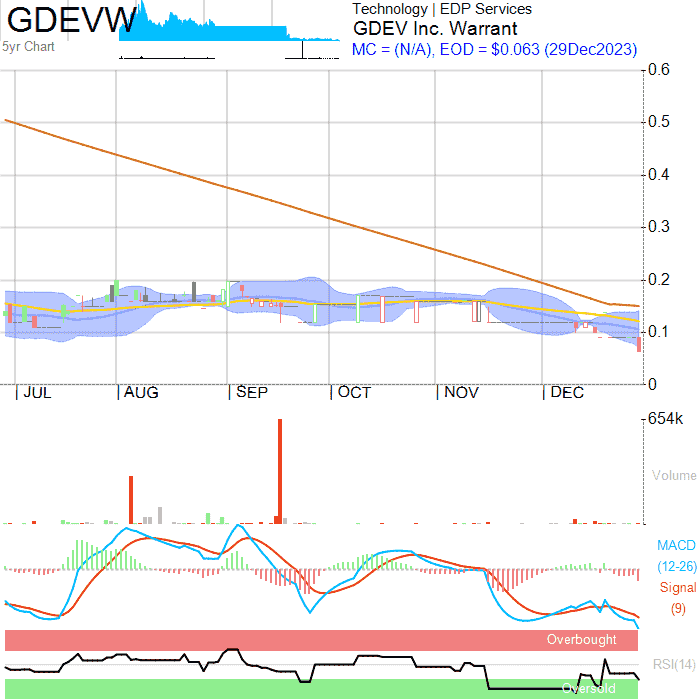 GDEVW
5yr Chart
Technology | EDP Services
GDEV Inc. Warrant
MC = (N/A), EOD = $0.063 (29Dec2023)
0.6
0.5
0.4
0.3
0.2
0.1
0
JUL AUG SEP OCT NOV DEC
654k
Volume
MACD
(12-26)
Signal
(9)
Overbought
RSI(14)
Oversold